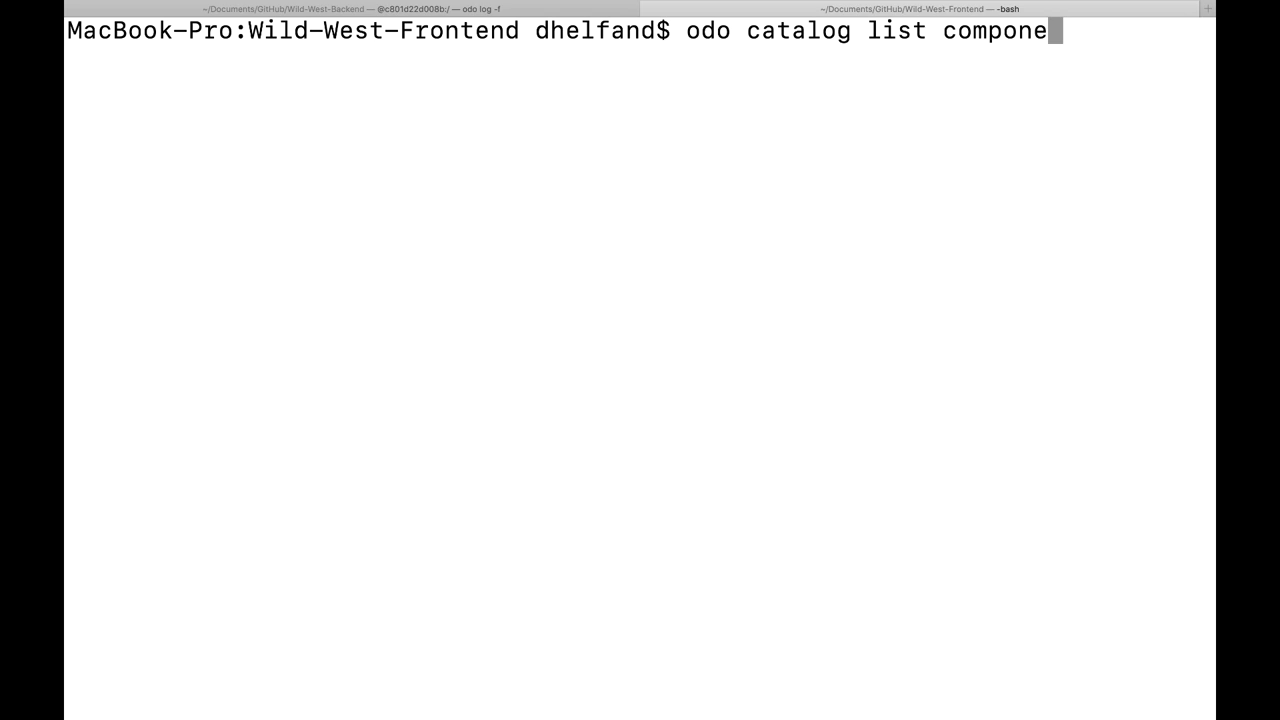 ~/Documents/GitHub/Wild-West-Backend — @c801d22d008b:/ — odo log -f
~/Documents/GitHub/Wild-West-Frontend — -bash
+
MacBook-Pro:Wild-West-Frontend dhelfand$ odo catalog list compone